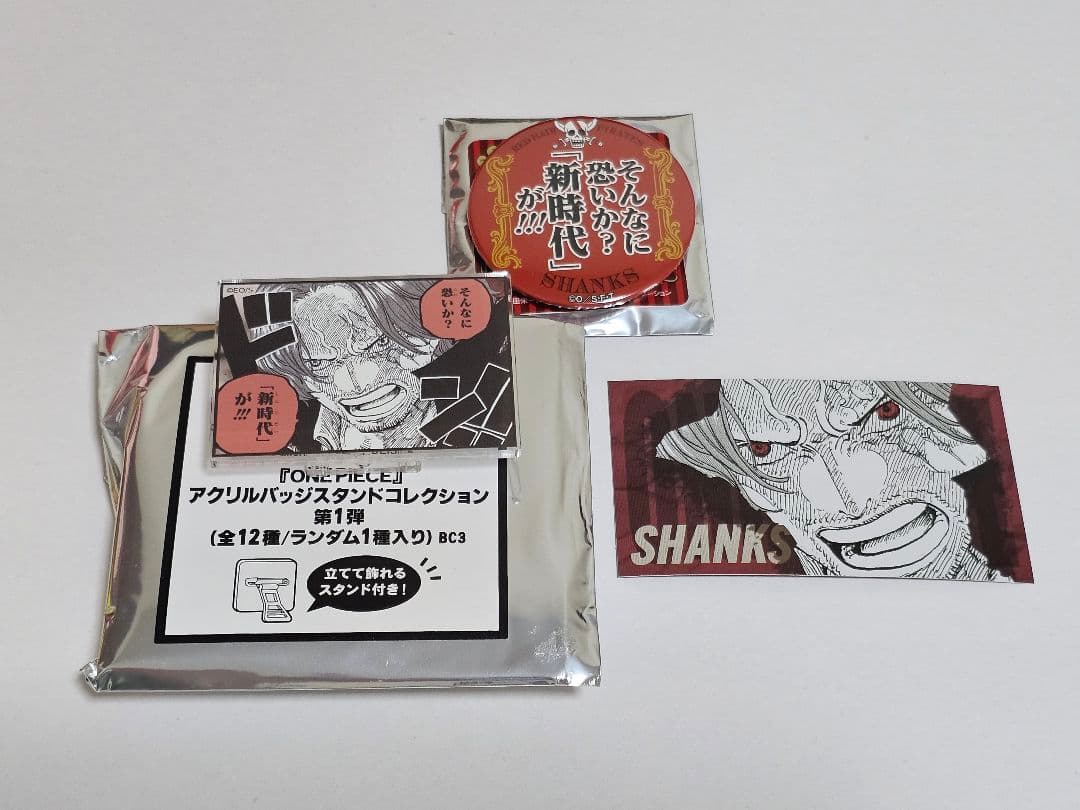 RED HAIR PIRATES
そんなに
恐いか?
「新時代」
が!!!
SHANKS
©O/S・F・T
©EO/S・
ドド
そんなに
恐いか?
「新時代」
が!!!
『ONE PIECE』
アクリルバッジスタンドコレクション
第1弾
(全12種/ランダム1種入り) BC3
立てて飾れる
スタンド付き!
SHANKS